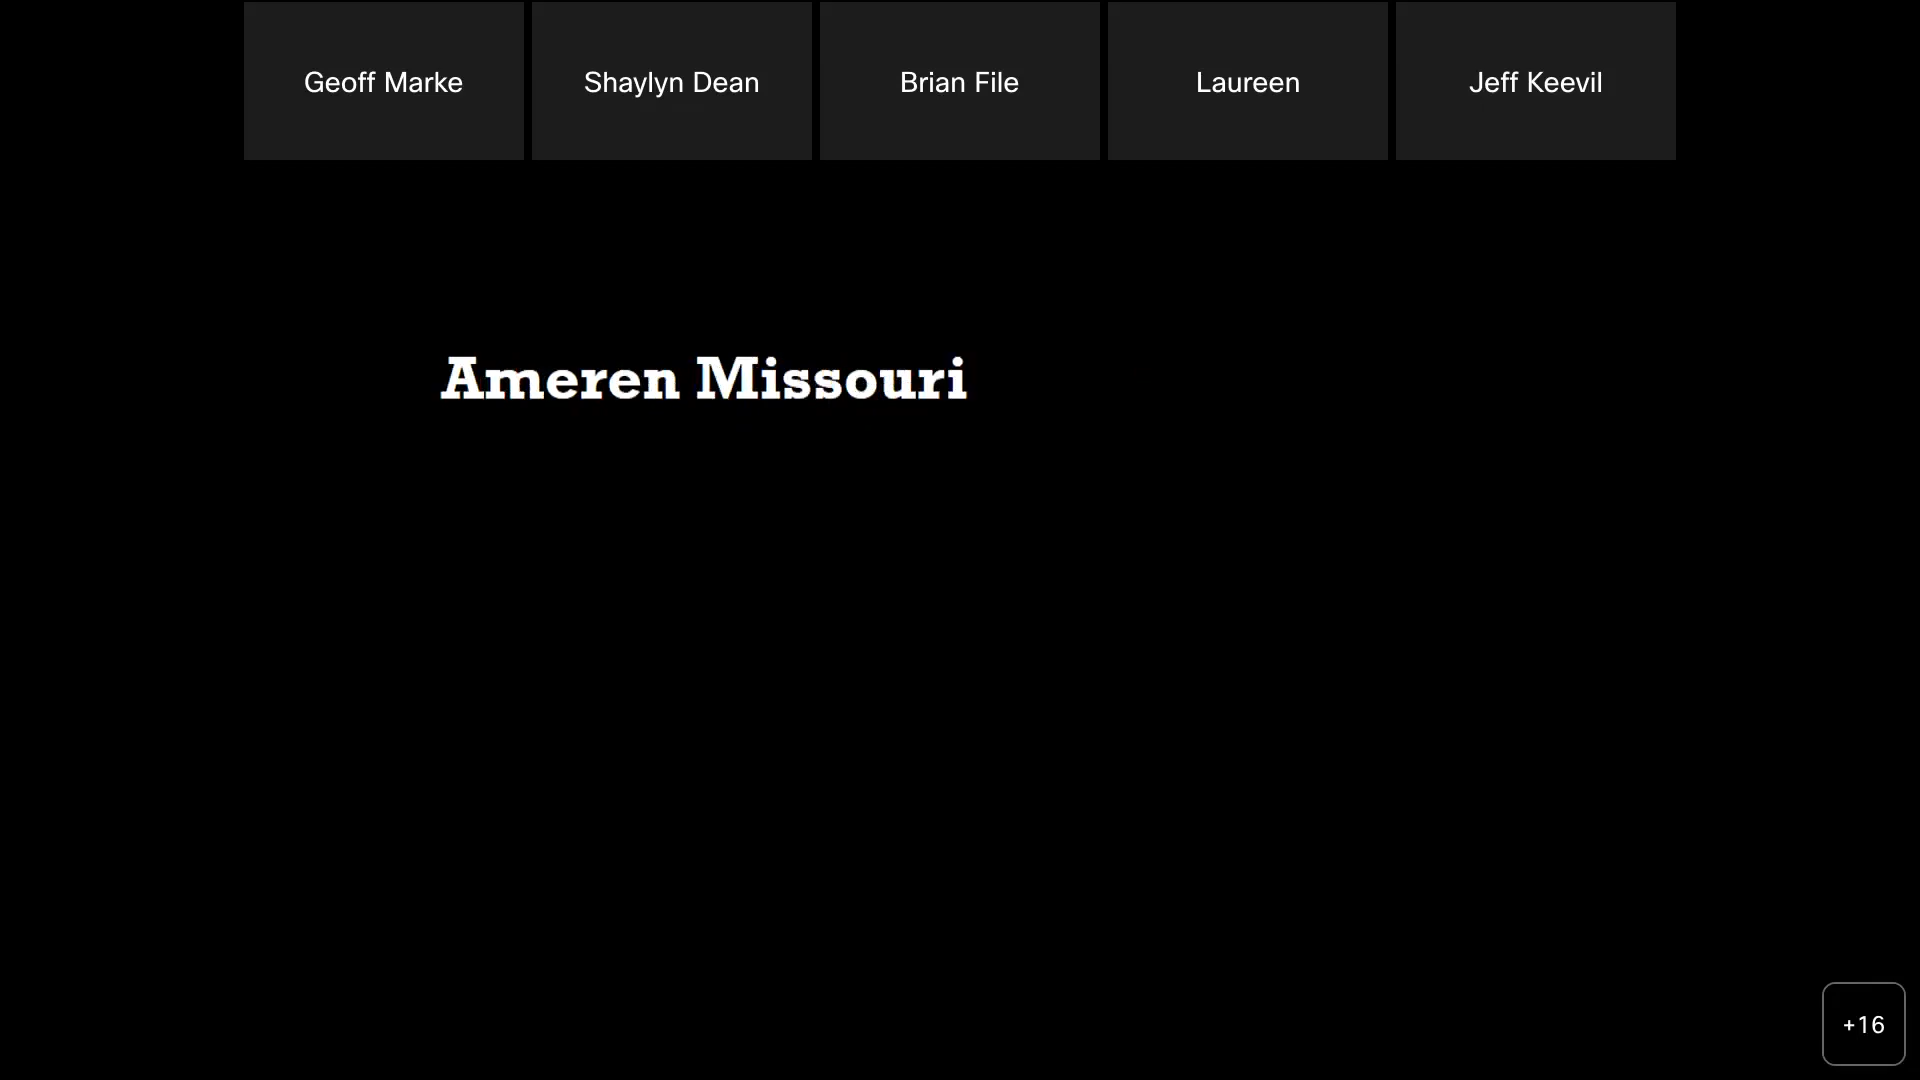 Geoff Marke
Shaylyn Dean
Brian File
Laureen
Jeff Keevil
Ameren Missouri
+16